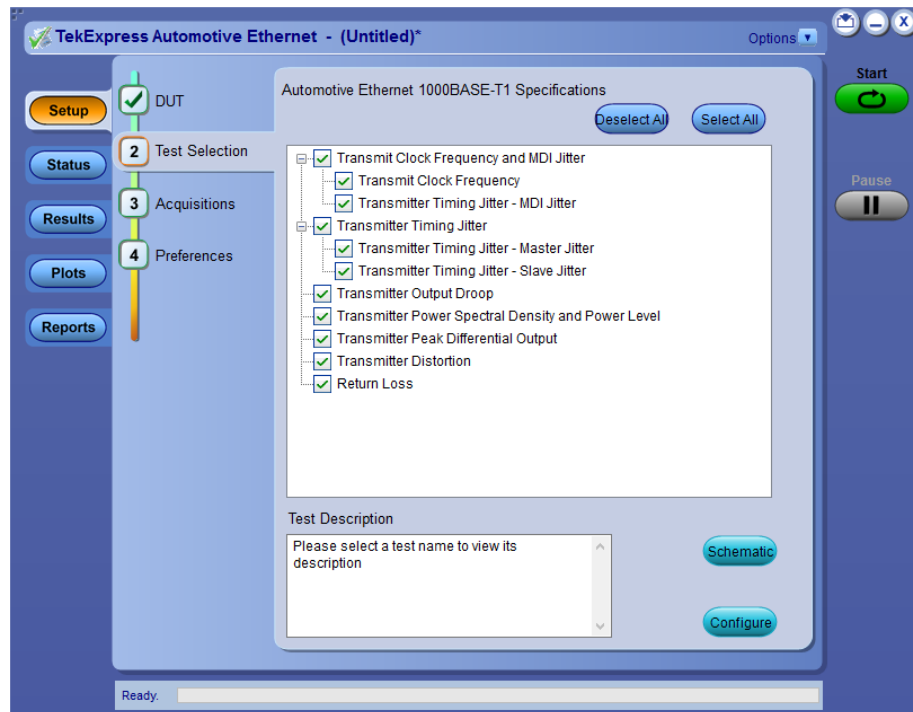 TekExpress Automotive Ethernet - (Untitled)*
Options
Start
Pause
Setup
Status
Results
Plots
Reports
DUT
2 Test Selection
3 Acquisitions
4 Preferences
Automotive Ethernet 1000BASE-T1 Specifications
Deselect All
Select All
Transmit Clock Frequency and MDI Jitter
Transmit Clock Frequency
Transmitter Timing Jitter - MDI Jitter
Transmitter Timing Jitter
Transmitter Timing Jitter - Master Jitter
Transmitter Timing Jitter - Slave Jitter
Transmitter Output Droop
Transmitter Power Spectral Density and Power Level
Transmitter Peak Differential Output
Transmitter Distortion
Return Loss
Test Description
Please select a test name to view its
description
Schematic
Configure
Ready.